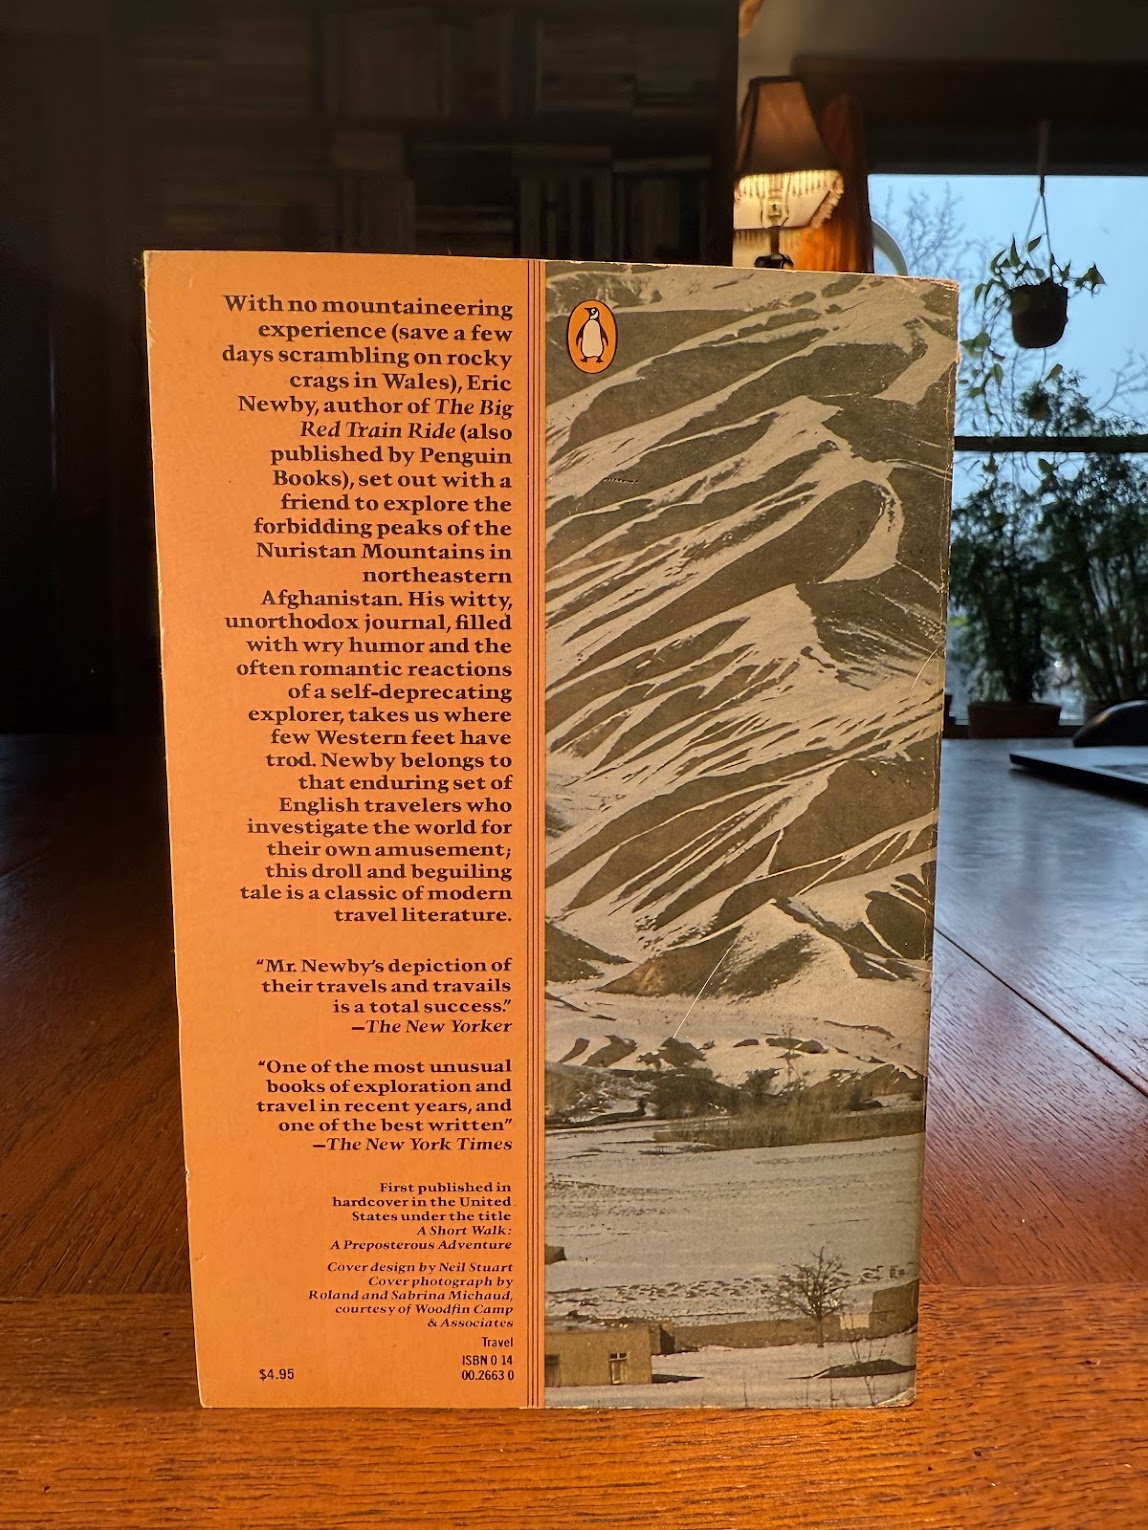 With no mountaineering
experience (save a few
days scrambling on rocky
crags in Wales), Eric
Newby, author of The Big
Red Train Ride (also
published by Penguin
Books), set out with a
friend to explore the
forbidding peaks of the
Nuristan Mountains in
northeastern
Afghanistan. His witty,
unorthodox journal, filled
with wry humor and the
often romantic reactions
of a self-deprecating
explorer, takes us where
few Western feet have
trod. Newby belongs to
that enduring set of
English travelers who
investigate the world for
their own amusement;
this droll and beguiling
tale is a classic of modern
travel literature.
“Mr. Newby’s depiction of
their travels and travails
is a total success.”
—The New Yorker
“One of the most unusual
books of exploration and
travel in recent years, and
one of the best written”
—The New York Times
First published in
hardcover in the United
States under the title
A Short Walk:
A Preposterous Adventure
Cover design by Neil Stuart
Cover photograph by
Roland and Sabrina Michaud,
courtesy of Woodfin Camp
& Associates
Travel
ISBN 0 14
$4.95 00.2663 0